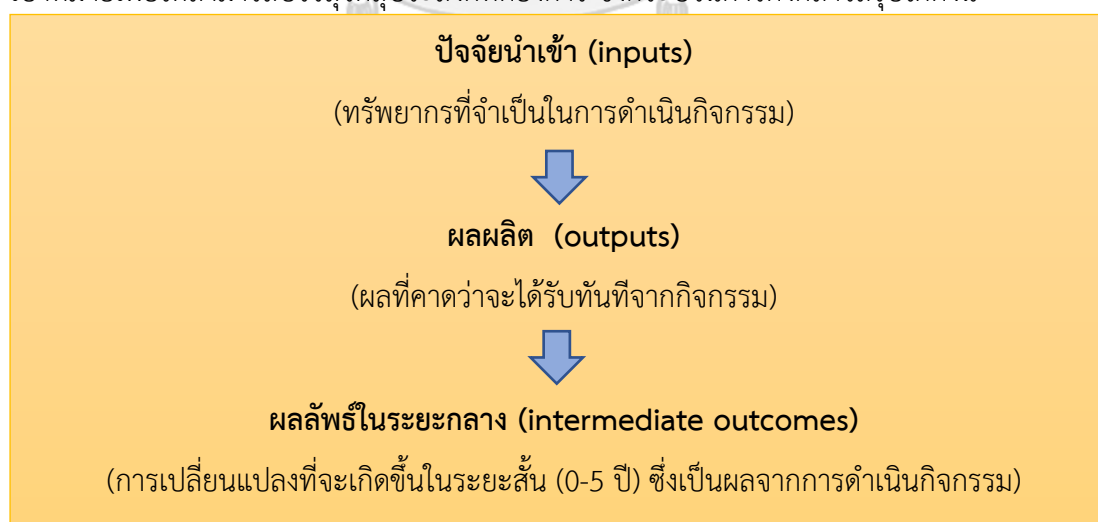 ปัจจัยนำเข้า (inputs)
(ทรัพยากรที่จำเป็นในการดำเนินกิจกรรม)
ผลผลิต (outputs)
(ผลที่คาดว่าจะได้รับทันทีจากกิจกรรม)
ผลลัพธ์ในระยะกลาง (intermediate outcomes)
(การเปลี่ยนแปลงที่จะเกิดขึ้นในระยะสั้น (0-5 ปี) ซึ่งเป็นผลจากการดำเนินกิจกรรม)